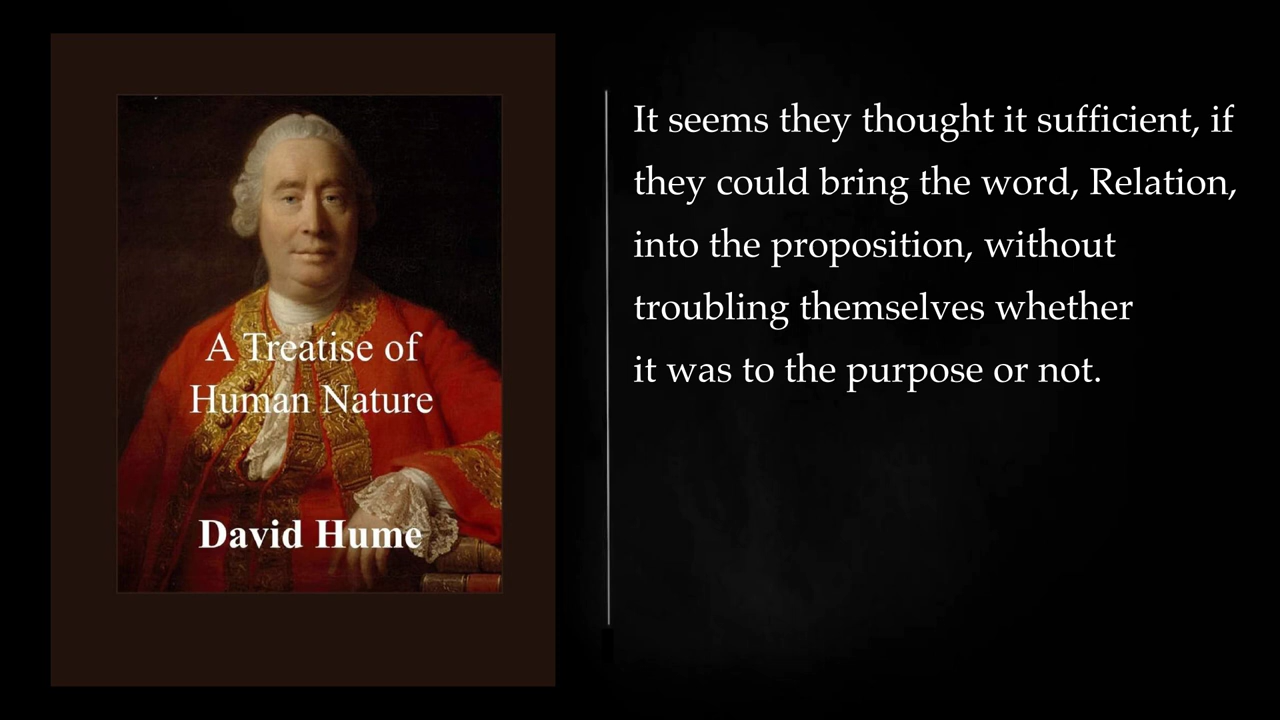 A Treatise of
Human Nature
David Hume
It seems they thought it sufficient, if
they could bring the word, Relation,
into the proposition, without
troubling themselves whether
it was to the purpose or not.